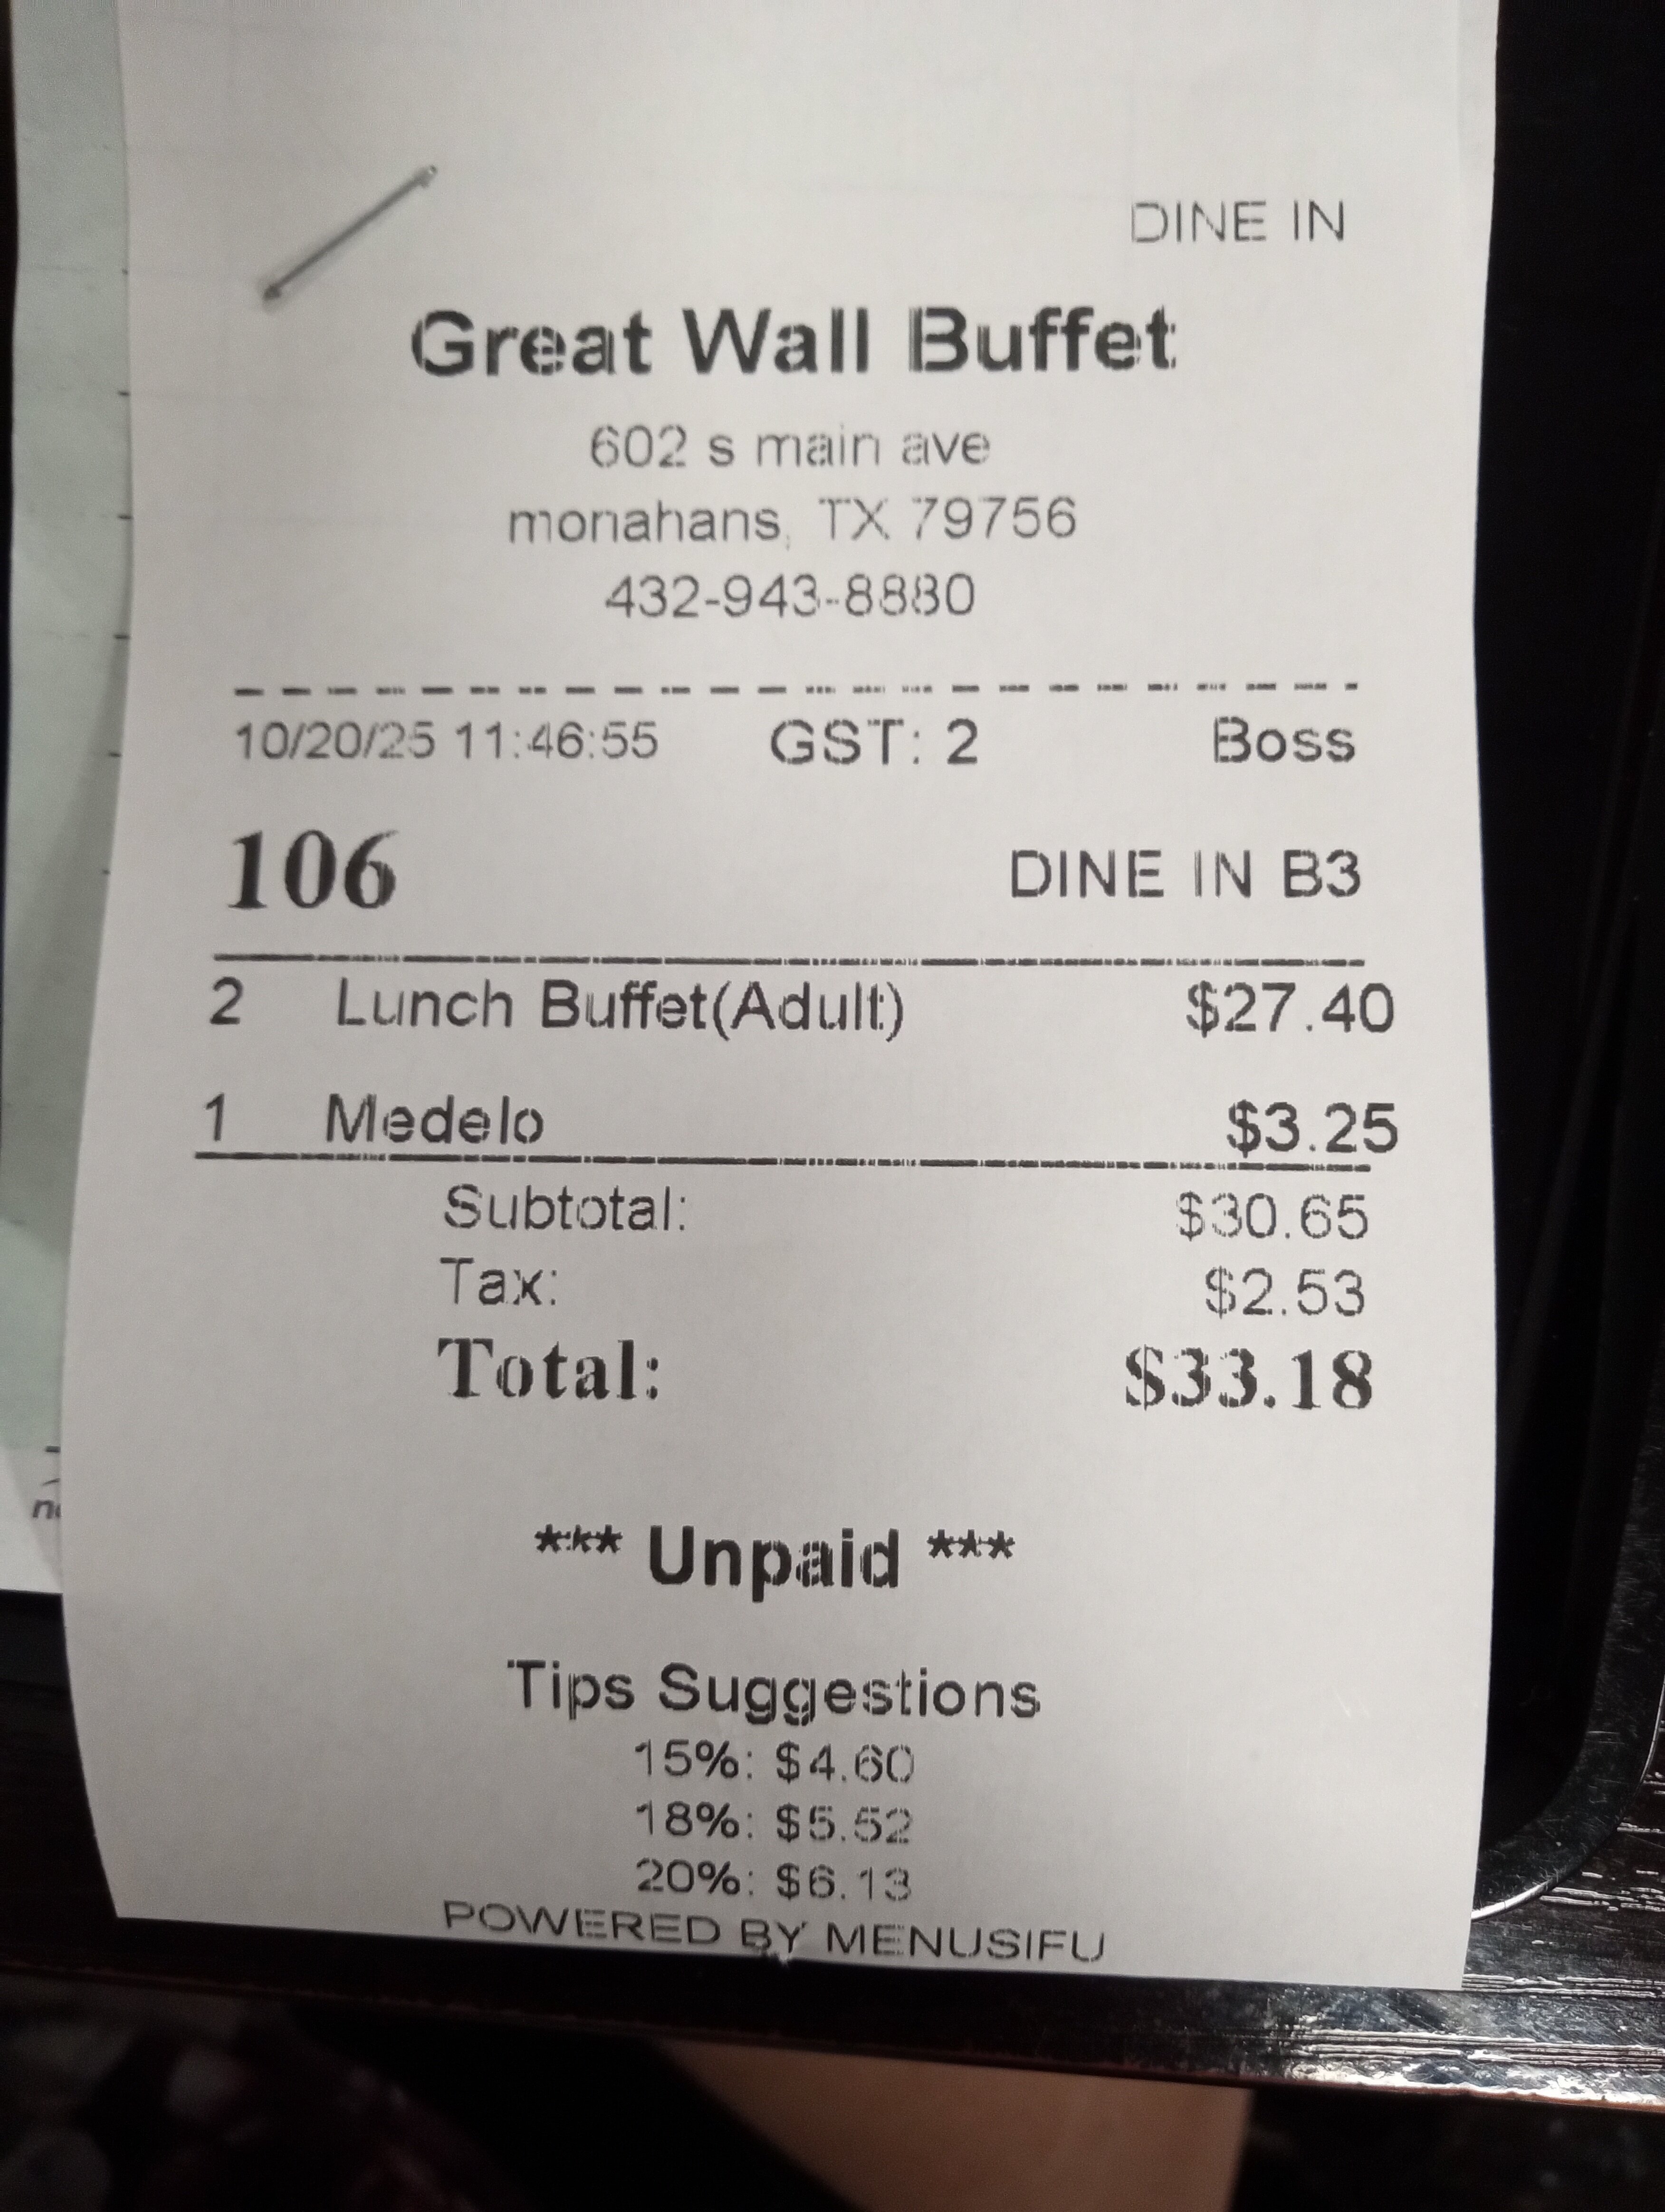 DINE IN
Great Wall Buffet
602 s main ave
monahans, TX 79756
432-943-8880
10/20/25 11:46:55 GST: 2 Boss
106 DINE IN B3
2 Lunch Buffet(Adult) $27.40
1 Medelo $3.25
Subtotal: $30.65
Tax: $2.53
Total: $33.18
*** Unpaid ***
Tips Suggestions
15%: $4.60
18%: $5.52
20%: $6.13
POWERED BY MENUSIFU